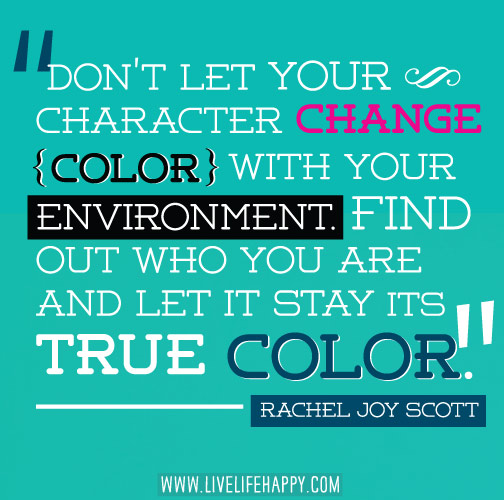 "DON'T LET YOUR
CHARACTER CHANGE
{COLOR} WITH YOUR
ENVIRONMENT. FIND
OUT WHO YOU ARE
AND LET IT STAY ITS
TRUE COLOR."
RACHEL JOY SCOTT
WWW.LIVELIFEHAPPY.COM